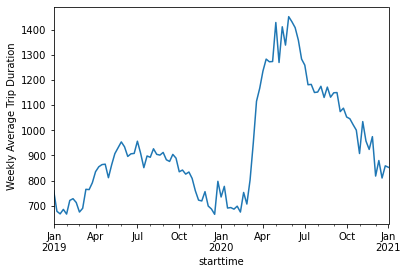 Weekly Average Trip Duration
1400
1300
1200
1100
1000
900
800
700
Jan
2019
Apr
Jul
Oct
Jan
2020
Apr
Jul
Oct
Jan
2021
starttime